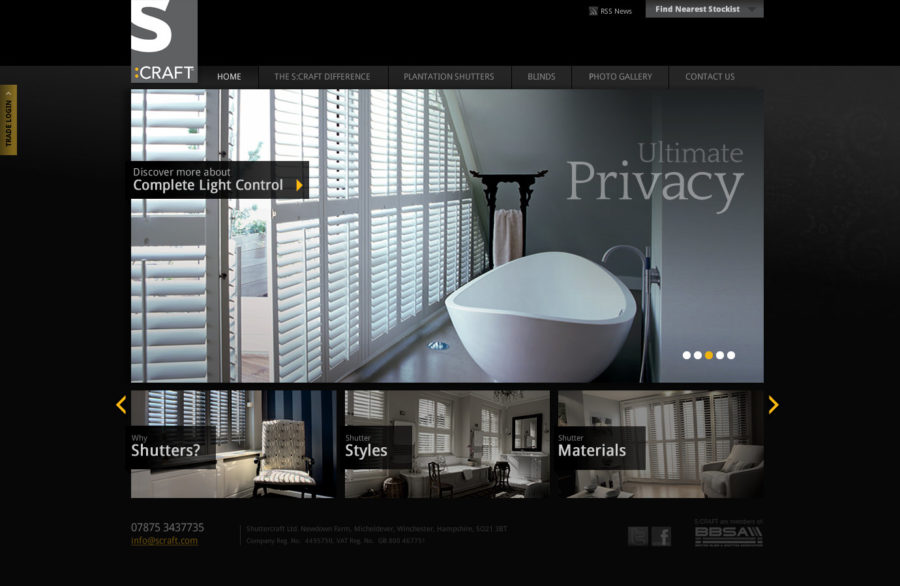 RSS News
Find Nearest Stockist
S
:CRAFT
HOME
THE S:CRAFT DIFFERENCE
PLANTATION SHUTTERS
BLINDS
PHOTO GALLERY
CONTACT US
TRADE LOGIN
Ultimate
Privacy
Discover more about
Complete Light Control
Why
Shutters?
Shutter
Styles
Shutter
Materials
07875 3437735
info@scraft.com
Shuttercraft Ltd. Newdown Farm, Micheldever, Winchester, Hampshire, SO21 3BT
Company Reg. No. 4495750. VAT Reg. No. GB 800 467751
S:CRAFT are members of:
BBSA